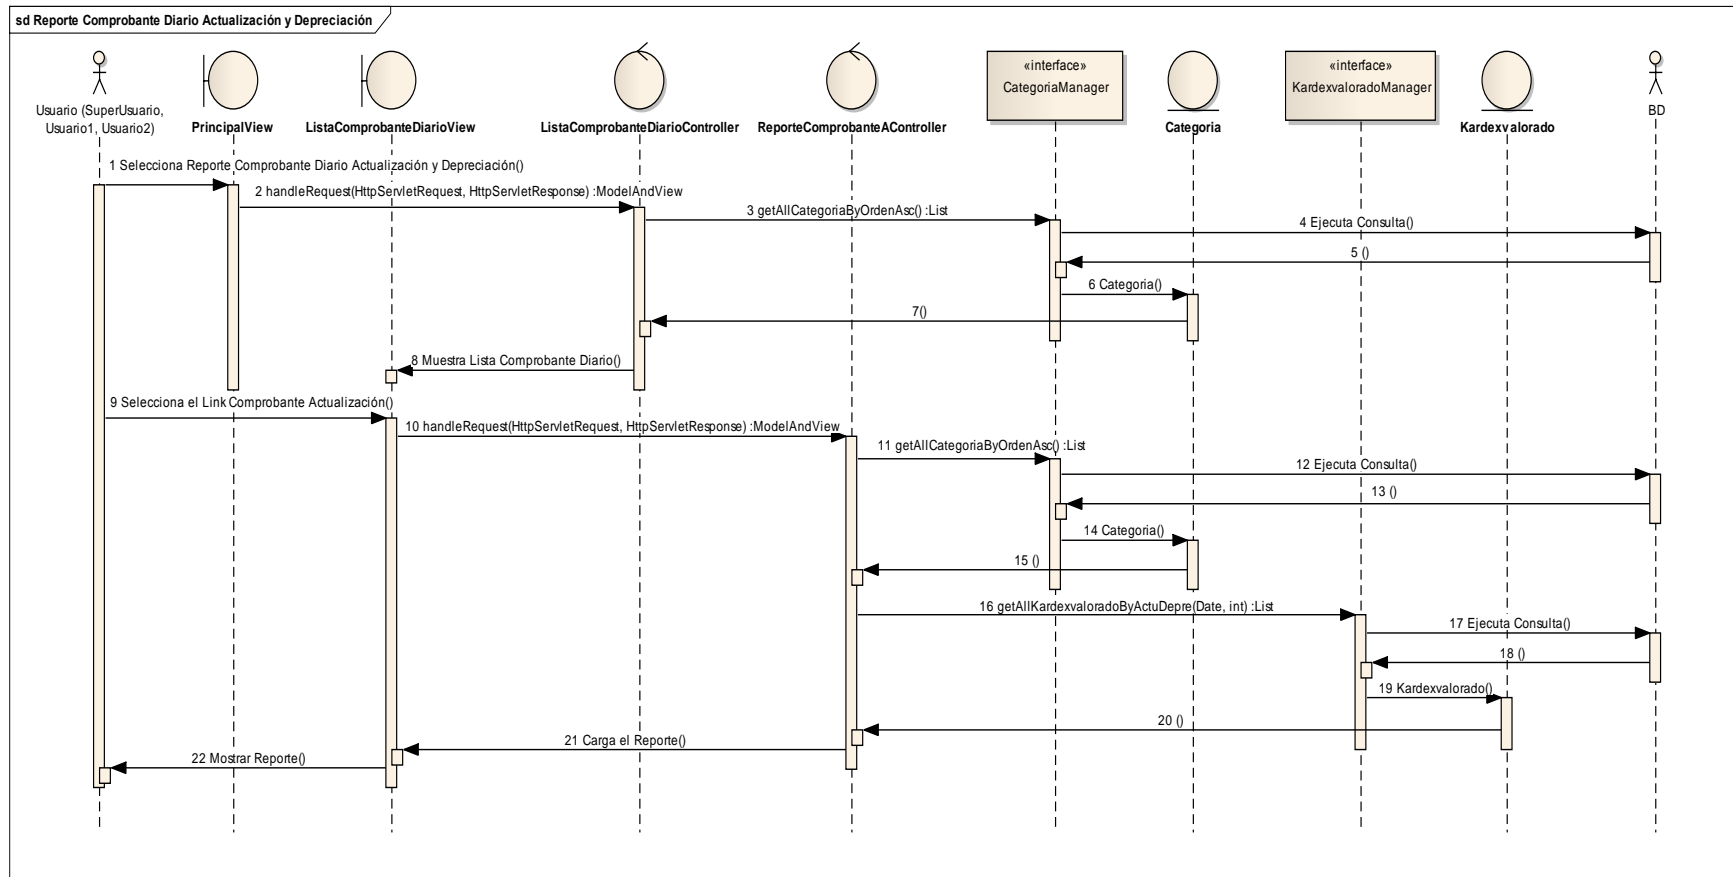 sd Reporte Comprobante Diario Actualización y Depreciación
Usuario (SuperUsuario,
Usuario1, Usuario2)
PrincipalView
ListaComprobanteDiarioView
ListaComprobanteDiarioController
ReporteComprobanteAController
«interface»
CategoriaManager
Categoria
«interface»
KardexvaloradoManager
Kardexvalorado
BD
1 Selecciona Reporte Comprobante Diario Actualización y Depreciación()
2 handleRequest(HttpServletRequest, HttpServletResponse) :ModelAndView
3 getAllCategoriaByOrdenAsc() :List
4 Ejecuta Consulta()
5 ()
6 Categoria()
7()
8 Muestra Lista Comprobante Diario()
9 Selecciona el Link Comprobante Actualización()
10 handleRequest(HttpServletRequest, HttpServletResponse) :ModelAndView
11 getAllCategoriaByOrdenAsc() :List
12 Ejecuta Consulta()
13 ()
14 Categoria()
15 ()
16 getAllKardexvaloradoByActuDepre(Date, int) :List
17 Ejecuta Consulta()
18 ()
19 Kardexvalorado()
20 ()
21 Carga el Reporte()
22 Mostrar Reporte()